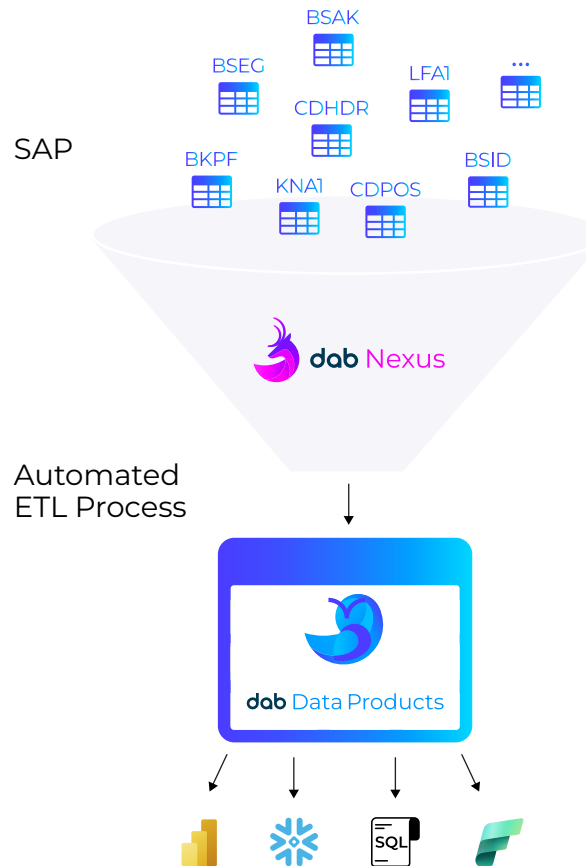 BSAK
BSEG
LFA1
...
CDHDR
SAP
BKPF
BSID
KNA1
CDPOS
dab Nexus
Automated
ETL Process
dab Data Products
SQL